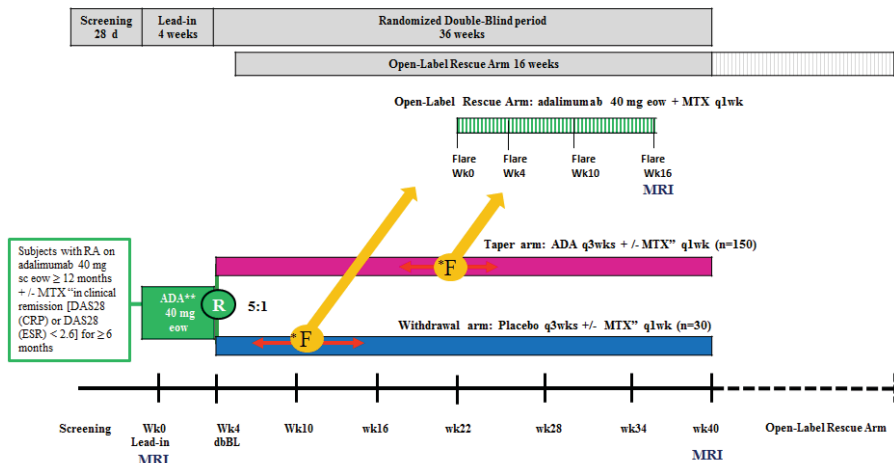 Screening
28 d
Lead-in
4 weeks
Randomized Double-Blind period
36 weeks
Open-Label Rescue Arm 16 weeks
Open-Label Rescue Arm: adalimumab 40 mg eow + MTX q1wk
Flare
Wk0
Flare
Wk4
Flare
Wk10
Flare
Wk16
MRI
Subjects with RA on
adalimumab 40 mg
sc eow ≥ 12 months
+ /- MTX “in clinical
remission [DAS28
(CRP) or DAS28
(ESR) < 2.6] for ≥ 6
months
ADA**
40 mg
eow
R
5:1
Taper arm: ADA q3wks + /- MTX” q1wk (n=150)
*F
*F
Withdrawal arm: Placebo q3wks +/- MTX” q1wk (n=30)
Screening
Wk0
Lead-in
MRI
Wk4
dbBL
Wk10
wk16
wk22
wk28
wk34
wk40
MRI
Open-Label Rescue Arm